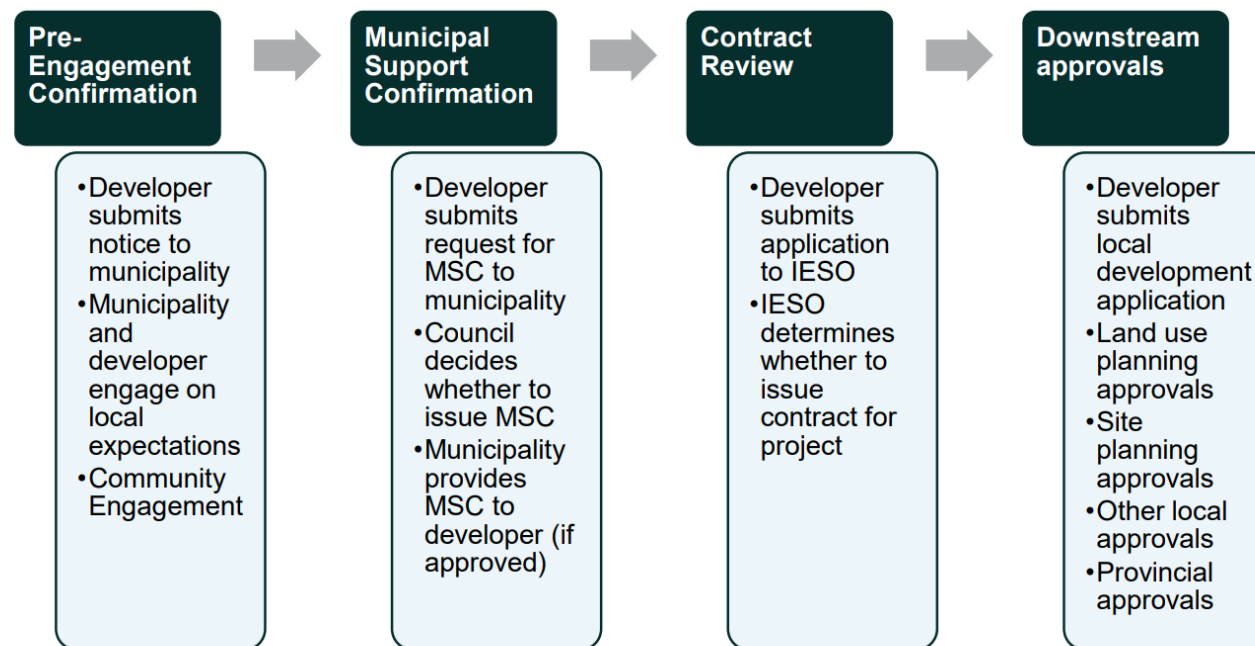 Pre-
Engagement
Confirmation
•Developer
submits
notice to
municipality
•Municipality
and
developer
engage on
local
expectations
•Community
Engagement
Municipal
Support
Confirmation
•Developer
submits
request for
MSC to
municipality
•Council
decides
whether to
issue MSC
•Municipality
provides
MSC to
developer (if
approved)
Contract
Review
•Developer
submits
application
to IESO
•IESO
determines
whether to
issue
contract for
project
Downstream
approvals
•Developer
submits
local
development
application
•Land use
planning
approvals
•Site
planning
approvals
•Other local
approvals
•Provincial
approvals